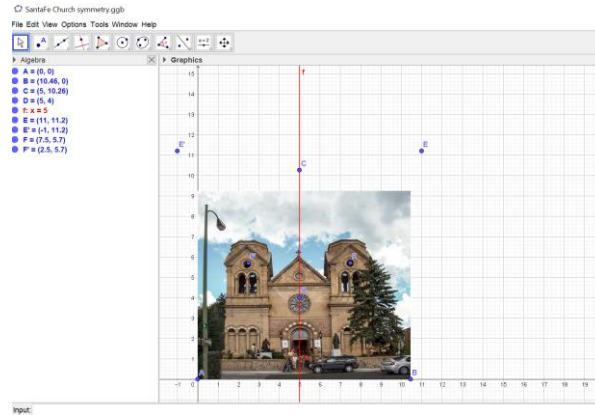 SantaFe Church symmetry.ggb
File Edit View Options Tools Window Help
A
a=2
Algebra
Graphics
A = (0, 0)
B = (10.46, 0)
C = (5, 10.26)
D = (5, 4)
f: x = 5
E = (11, 11.2)
E' = (-1, 11.2)
F = (7.5, 5.7)
F' = (2.5, 5.7)
15
14
13
12
11
10
9
8
7
6
5
4
3
2
1
f
E'
E
C
A
B
-1 0 1 2 3 4 5 6 7 8 9 10 11 12 13 14 15 16 17 18 19
Input: